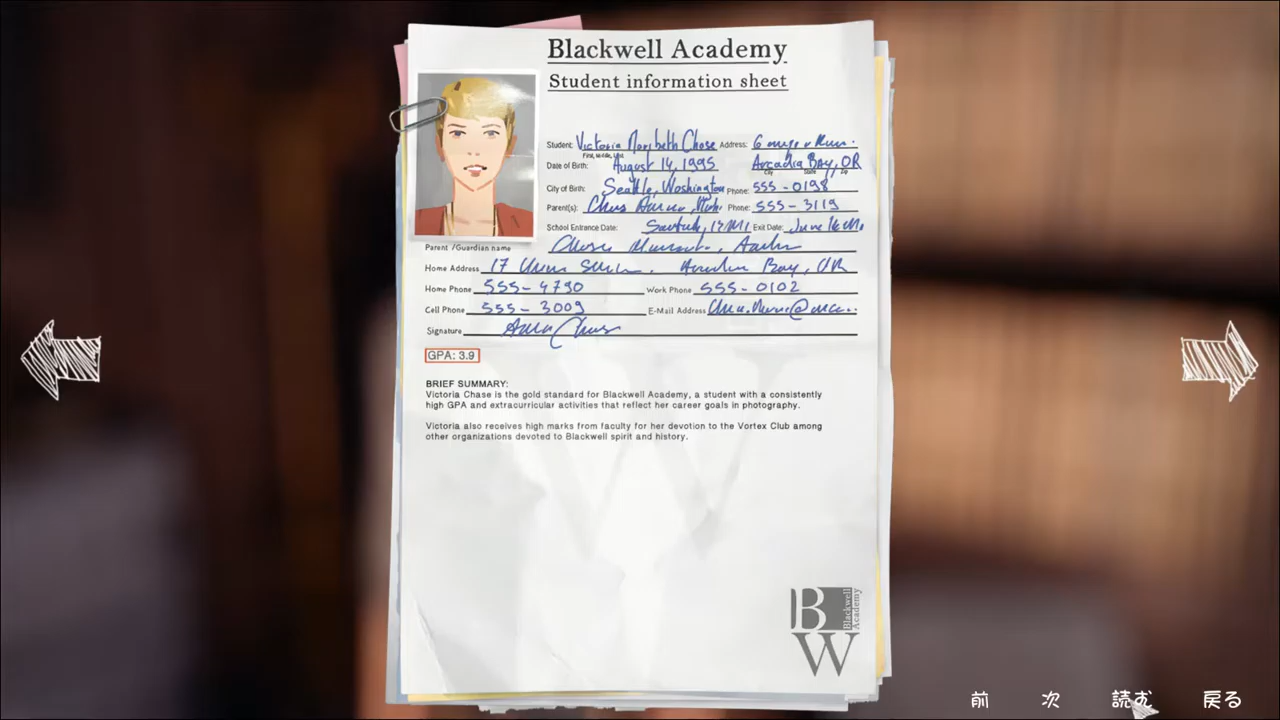 Blackwell Academy
Student information sheet
Student: Victoria Maribeth Chase Address:
First, Middle, Last
Date of Birth: August 14, 1995 Arcadia Bay, OR
City State Zip
City of Birth: Seattle, Washington Phone: 555-0198
Parent(s): Phone: 555-3119
School Entrance Date: Exit Date: June
Parent /Guardian name
Home Address 17 Arcadia Bay, OR
Home Phone 555-4790 Work Phone 555-0102
Cell Phone 555-3009 E-Mail Address
Signature
GPA: 3.9
BRIEF SUMMARY:
Victoria Chase is the gold standard for Blackwell Academy, a student with a consistently
high GPA and extracurricular activities that reflect her career goals in photography.
Victoria also receives high marks from faculty for her devotion to the Vortex Club among
other organizations devoted to Blackwell spirit and history.
B Blackwell Academy
W
前 次 読む 戻る